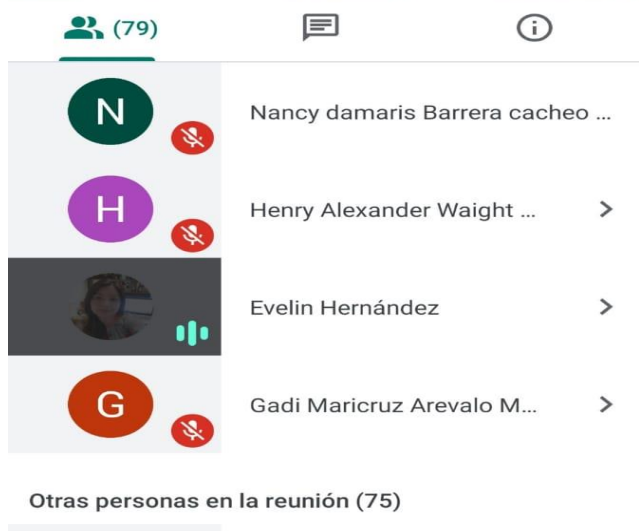 (79)
N
Nancy damaris Barrera cacheo ...
H
Henry Alexander Waight ...
Evelin Hernández
G
Gadi Maricruz Arevalo M...
Otras personas en la reunión (75)